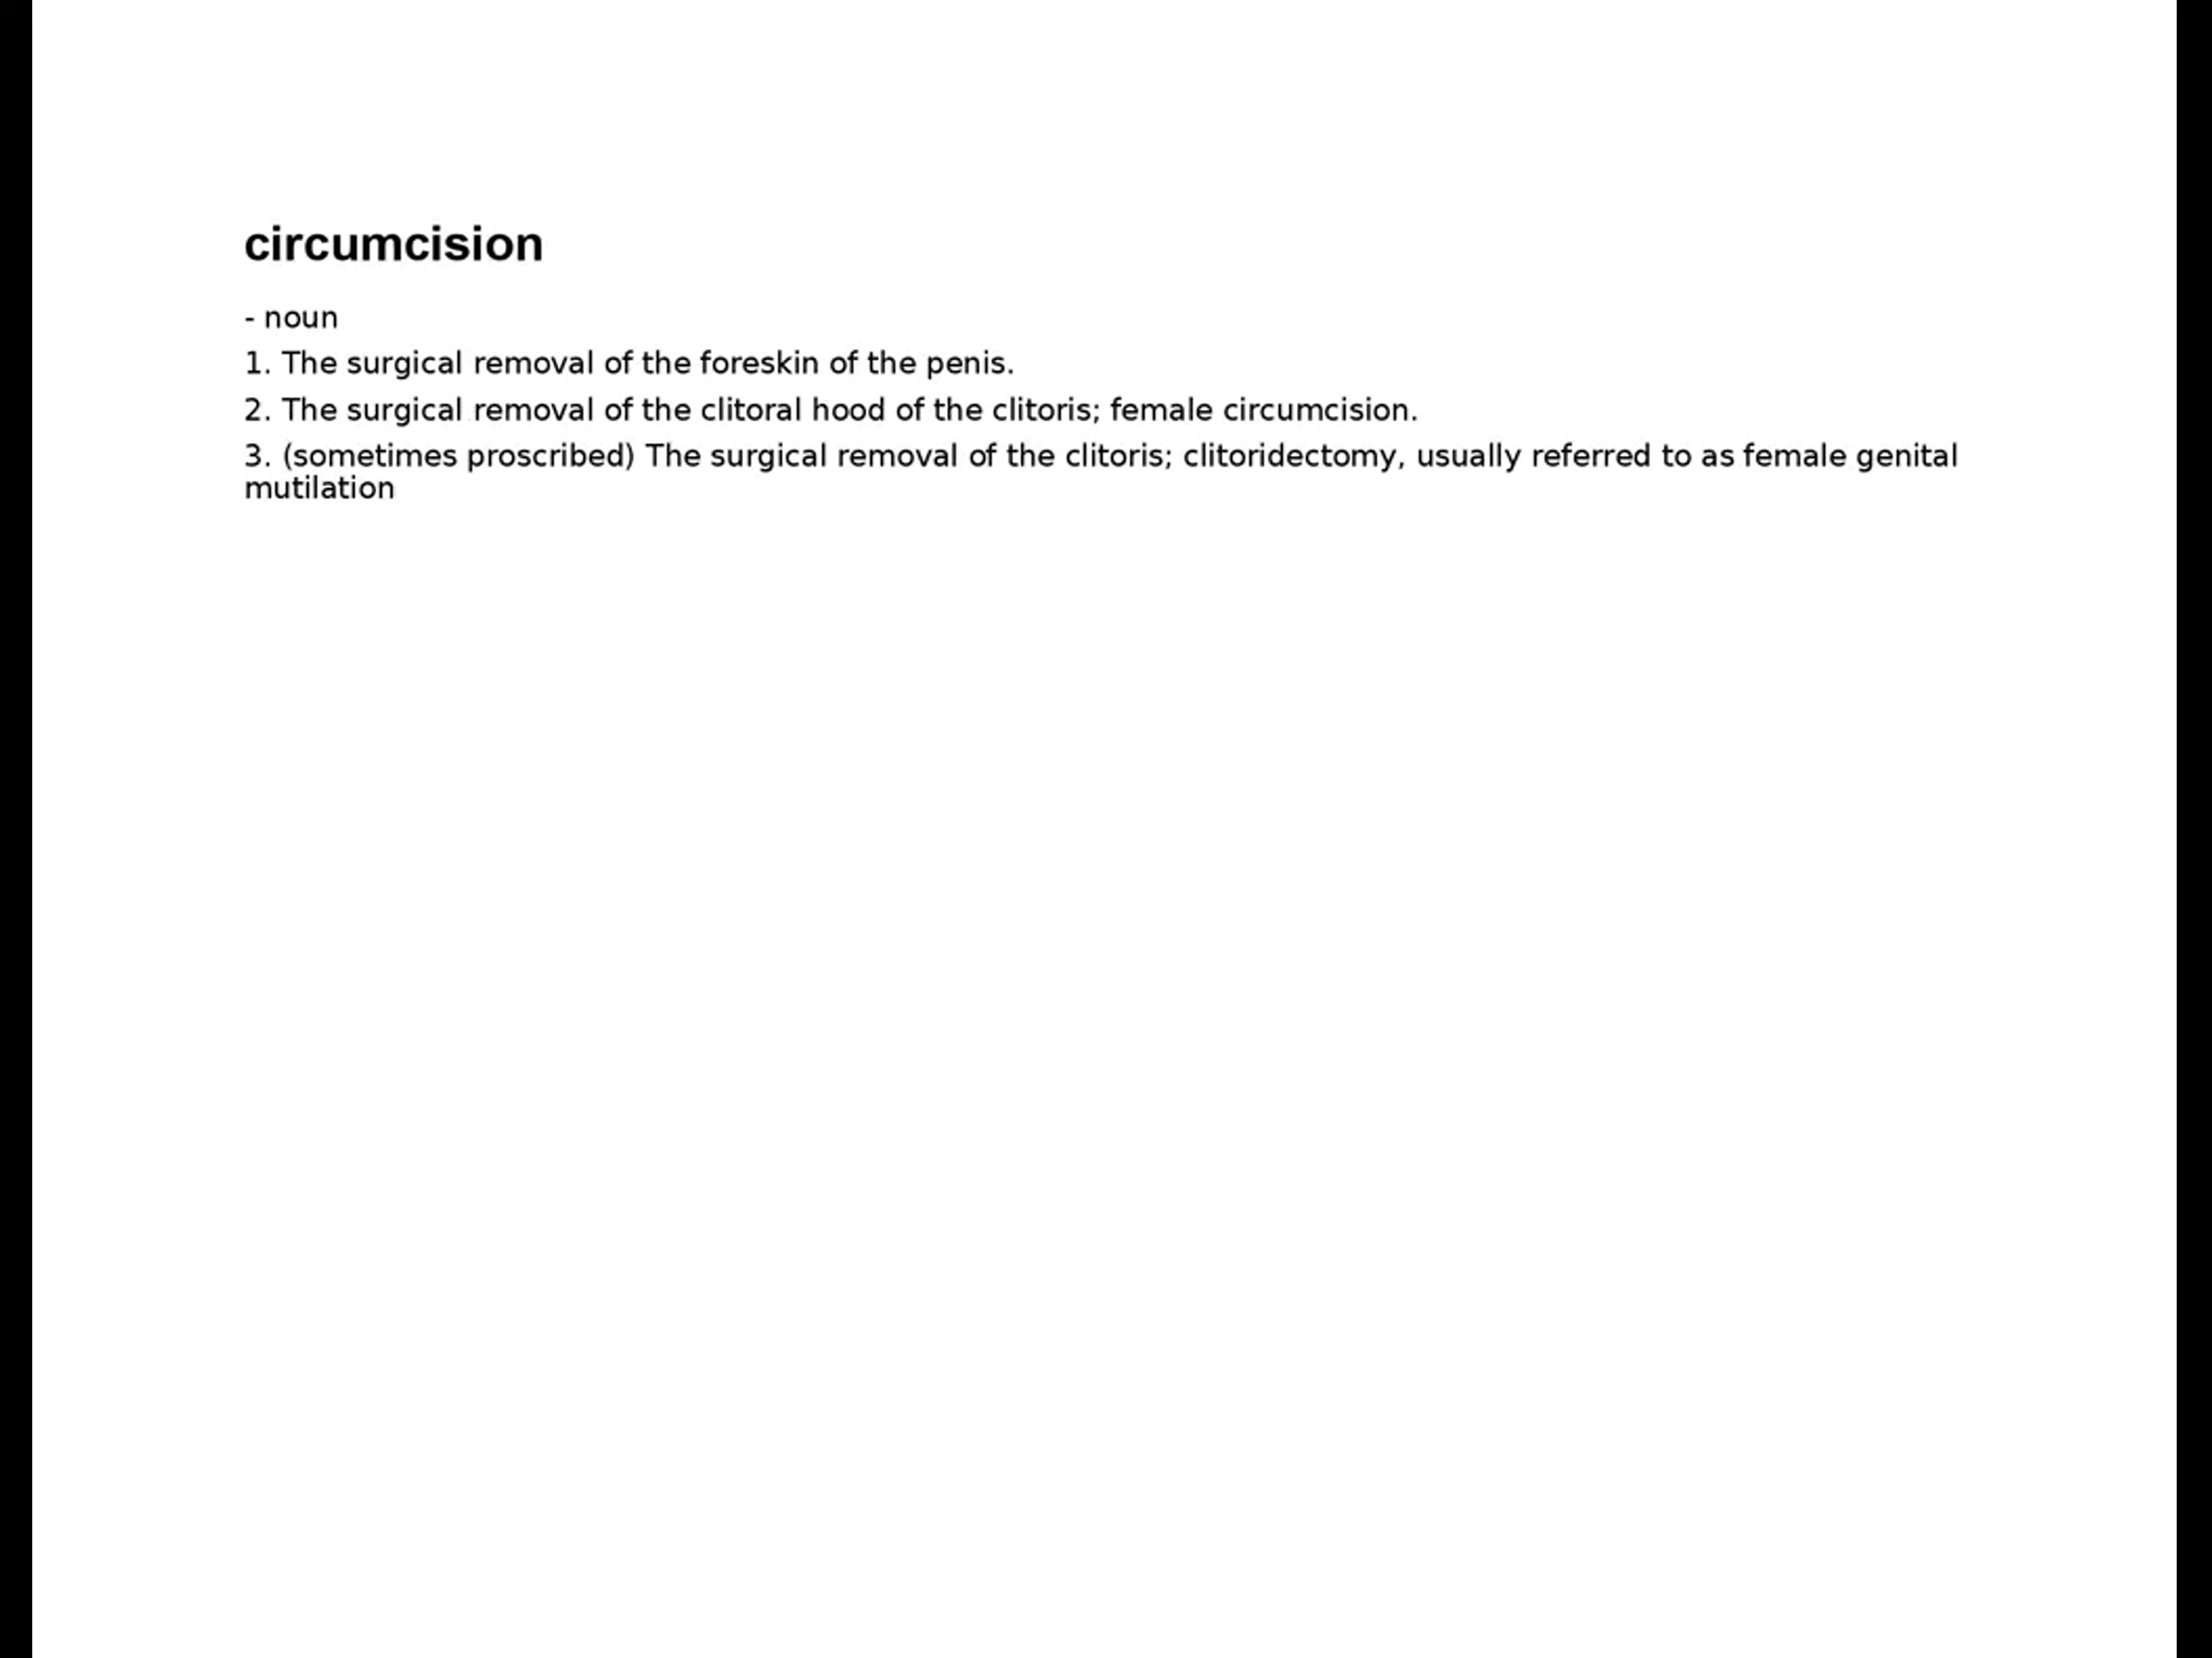 circumcision
- noun
1. The surgical removal of the foreskin of the penis.
2. The surgical removal of the clitoral hood of the clitoris; female circumcision.
3. (sometimes proscribed) The surgical removal of the clitoris; clitoridectomy, usually referred to as female genital
mutilation